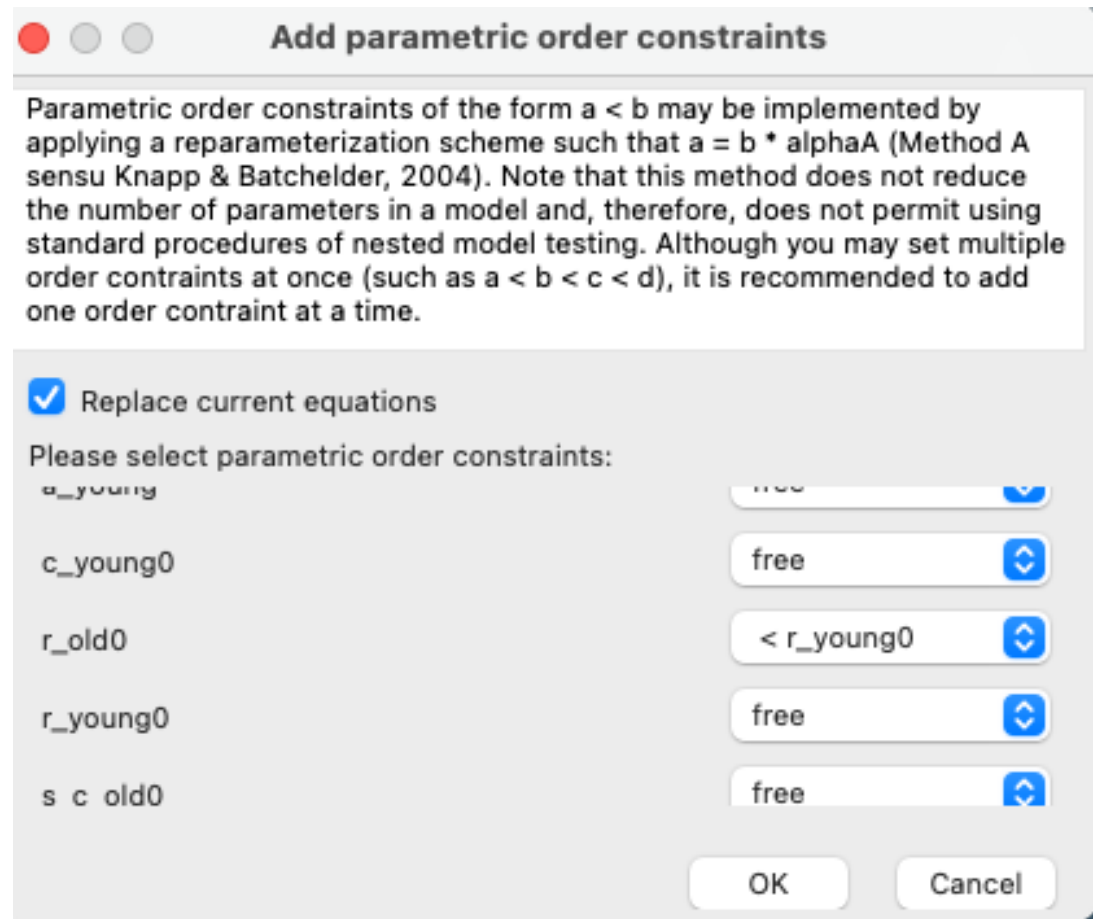 Add parametric order constraints
Parametric order constraints of the form a < b may be implemented by
applying a reparameterization scheme such that a = b * alphaA (Method A
sensu Knapp & Batchelder, 2004). Note that this method does not reduce
the number of parameters in a model and, therefore, does not permit using
standard procedures of nested model testing. Although you may set multiple
order contraints at once (such as a < b < c < d), it is recommended to add
one order contraint at a time.
Replace current equations
Please select parametric order constraints:
a_young free
c_young0 free
r_old0 < r_young0
r_young0 free
s c old0 free
OK Cancel